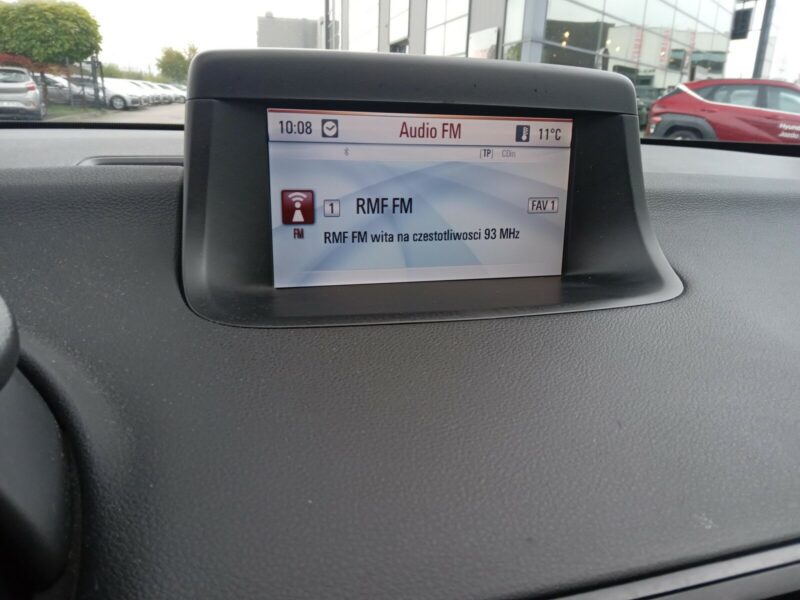 10:08 Audio FM 11°C
[TP] CDin
1 RMF FM FAV 1
FM
RMF FM wita na czestotliwosci 93 MHz